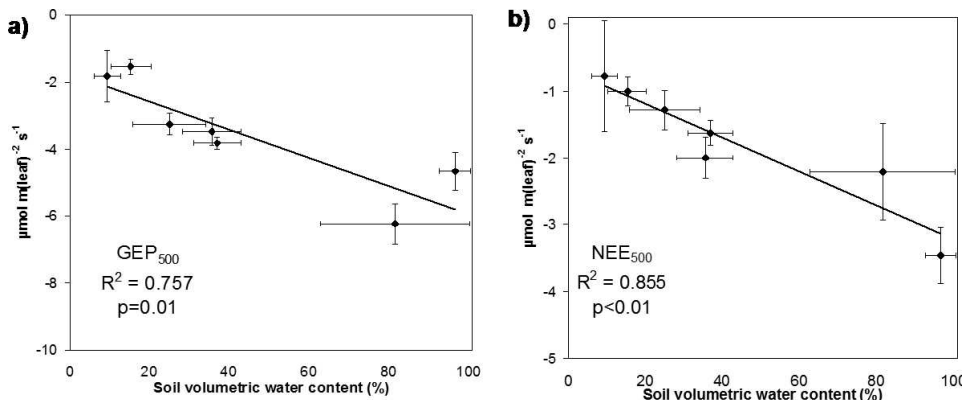 a)
0
-2
-4
-6
-8
-10
µmol m(leaf)⁻² s⁻¹
GEP₅₀₀
R² = 0.757
p=0.01
0 20 40 60 80 100
Soil volumetric water content (%)
b)
0
-1
-2
-3
-4
-5
µmol m(leaf)⁻² s⁻¹
NEE₅₀₀
R² = 0.855
p<0.01
0 20 40 60 80 100
Soil volumetric water content (%)